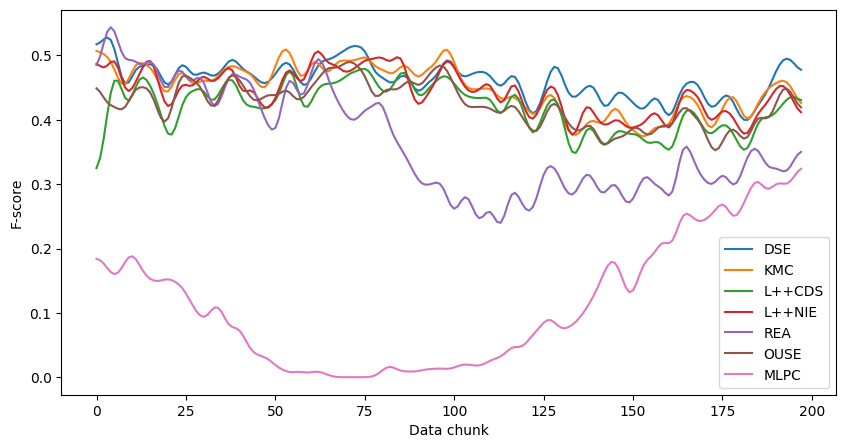 0.5
0.4
0.3
0.2
0.1
0.0
F-score
0 25 50 75 100 125 150 175 200
Data chunk
DSE
KMC
L++CDS
L++NIE
REA
OUSE
MLPC